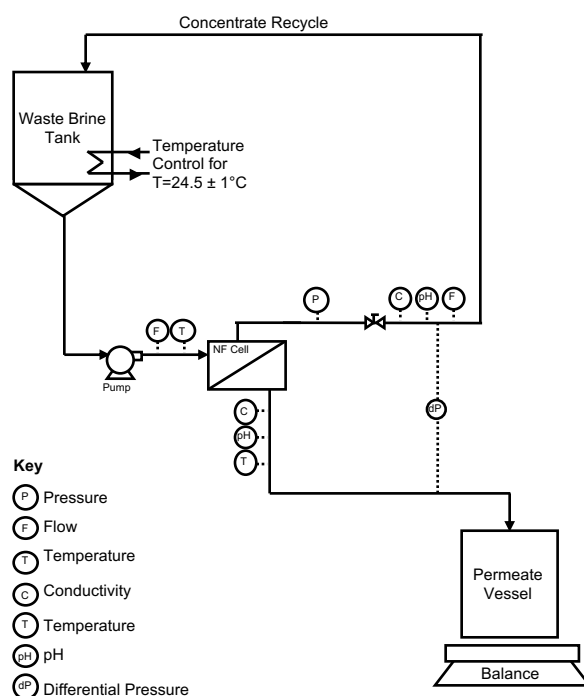 Concentrate Recycle
Waste Brine
Tank
Temperature
Control for
T=24.5 ± 1°C
P
C
pH
F
F
T
NF Cell
Pump
C
pH
T
dP
Key
P Pressure
F Flow
T Temperature
C Conductivity
T Temperature
pH pH
dP Differential Pressure
Permeate
Vessel
Balance